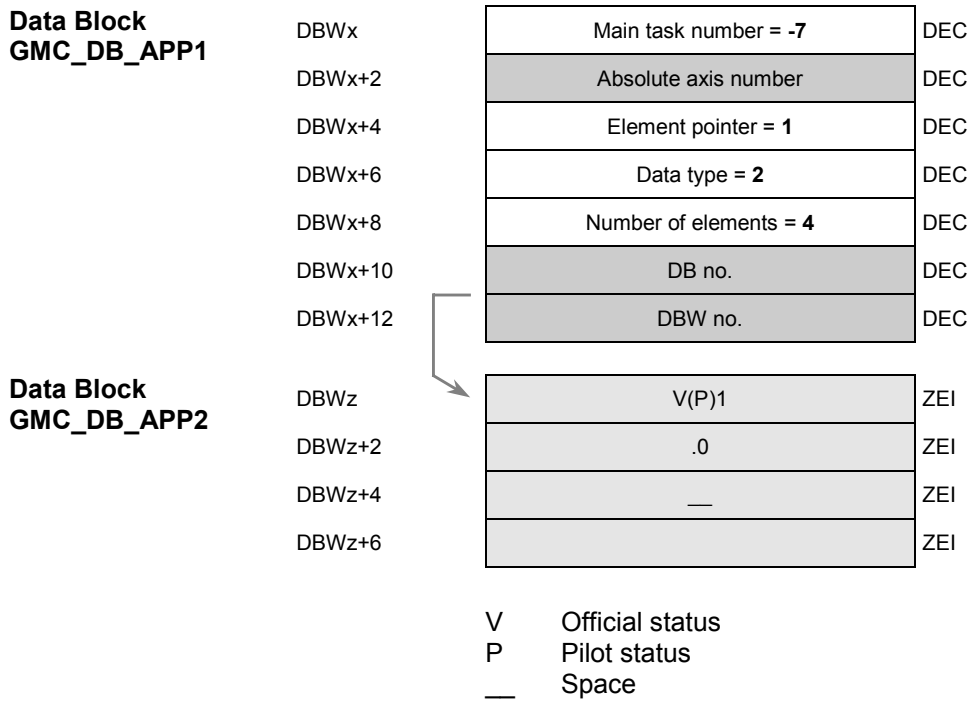 Data Block
GMC_DB_APP1
DBWx Main task number = -7 DEC
DBWx+2 Absolute axis number DEC
DBWx+4 Element pointer = 1 DEC
DBWx+6 Data type = 2 DEC
DBWx+8 Number of elements = 4 DEC
DBWx+10 DB no. DEC
DBWx+12 DBW no. DEC
Data Block
GMC_DB_APP2
DBWz V(P)1 ZEI
DBWz+2 .0 ZEI
DBWz+4 __ ZEI
DBWz+6 ZEI
V Official status
P Pilot status
__ Space